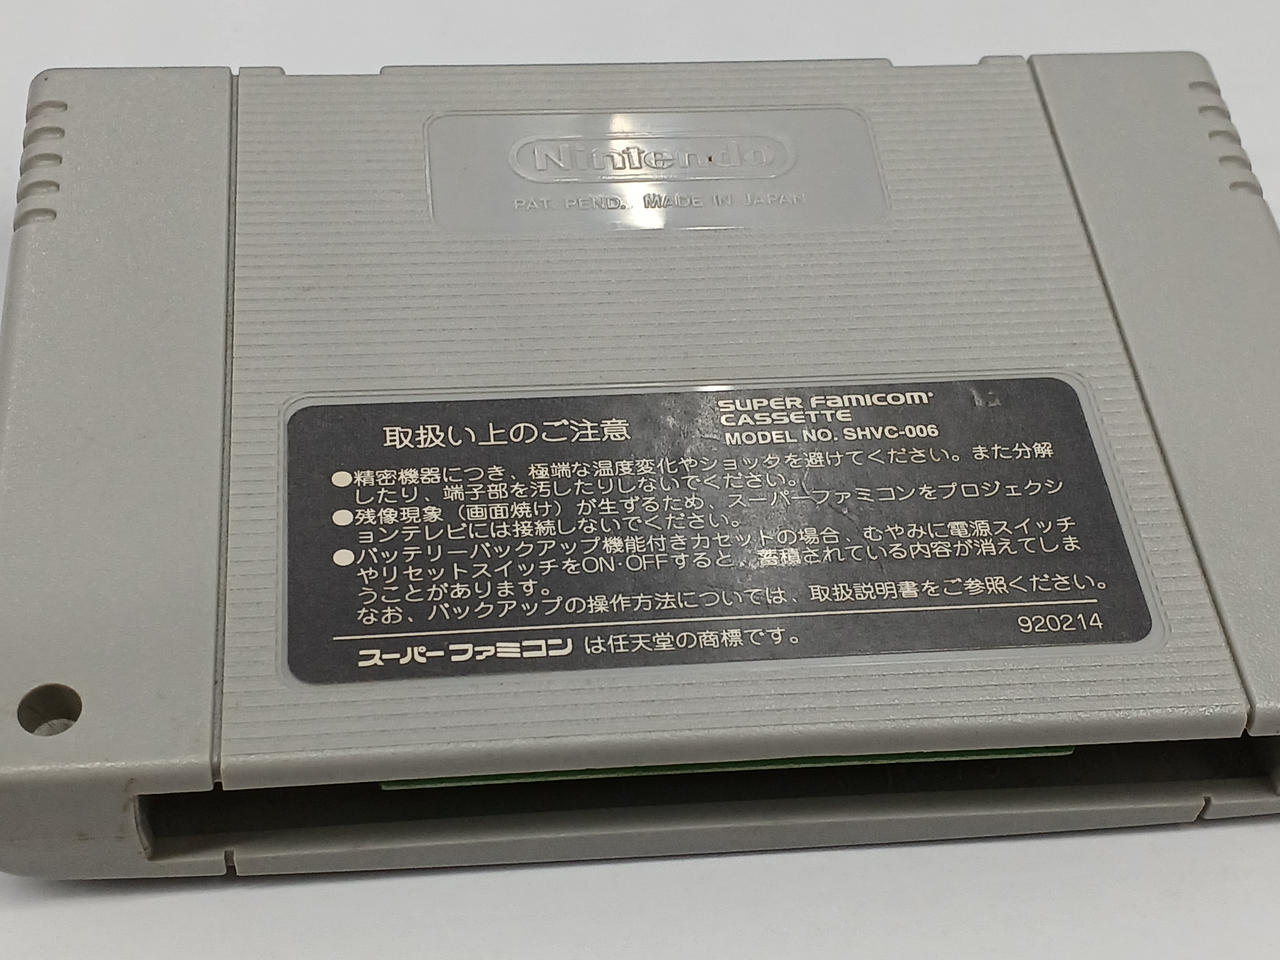 Nintendo
PAT. PEND. MADE IN JAPAN
取扱い上のご注意
SUPER FAMICOM
CASSETTE
MODEL NO. SHVC-006
●精密機器につき、極端な温度変化やショックを避けてください。また分解
したり、端子部を汚したりしないでください。
●残像現象（画面焼け）が生ずるため、スーパーファミコンをプロジェクシ
ョンテレビには接続しないでください。
●バッテリーバックアップ機能付きカセットの場合、むやみに電源スイッチ
やリセットスイッチをON·OFFすると、蓄積されている内容が消えてしま
うことがあります。
なお、バックアップの操作方法については、取扱説明書をご参照ください。
スーパーファミコン は任天堂の商標です。
920214